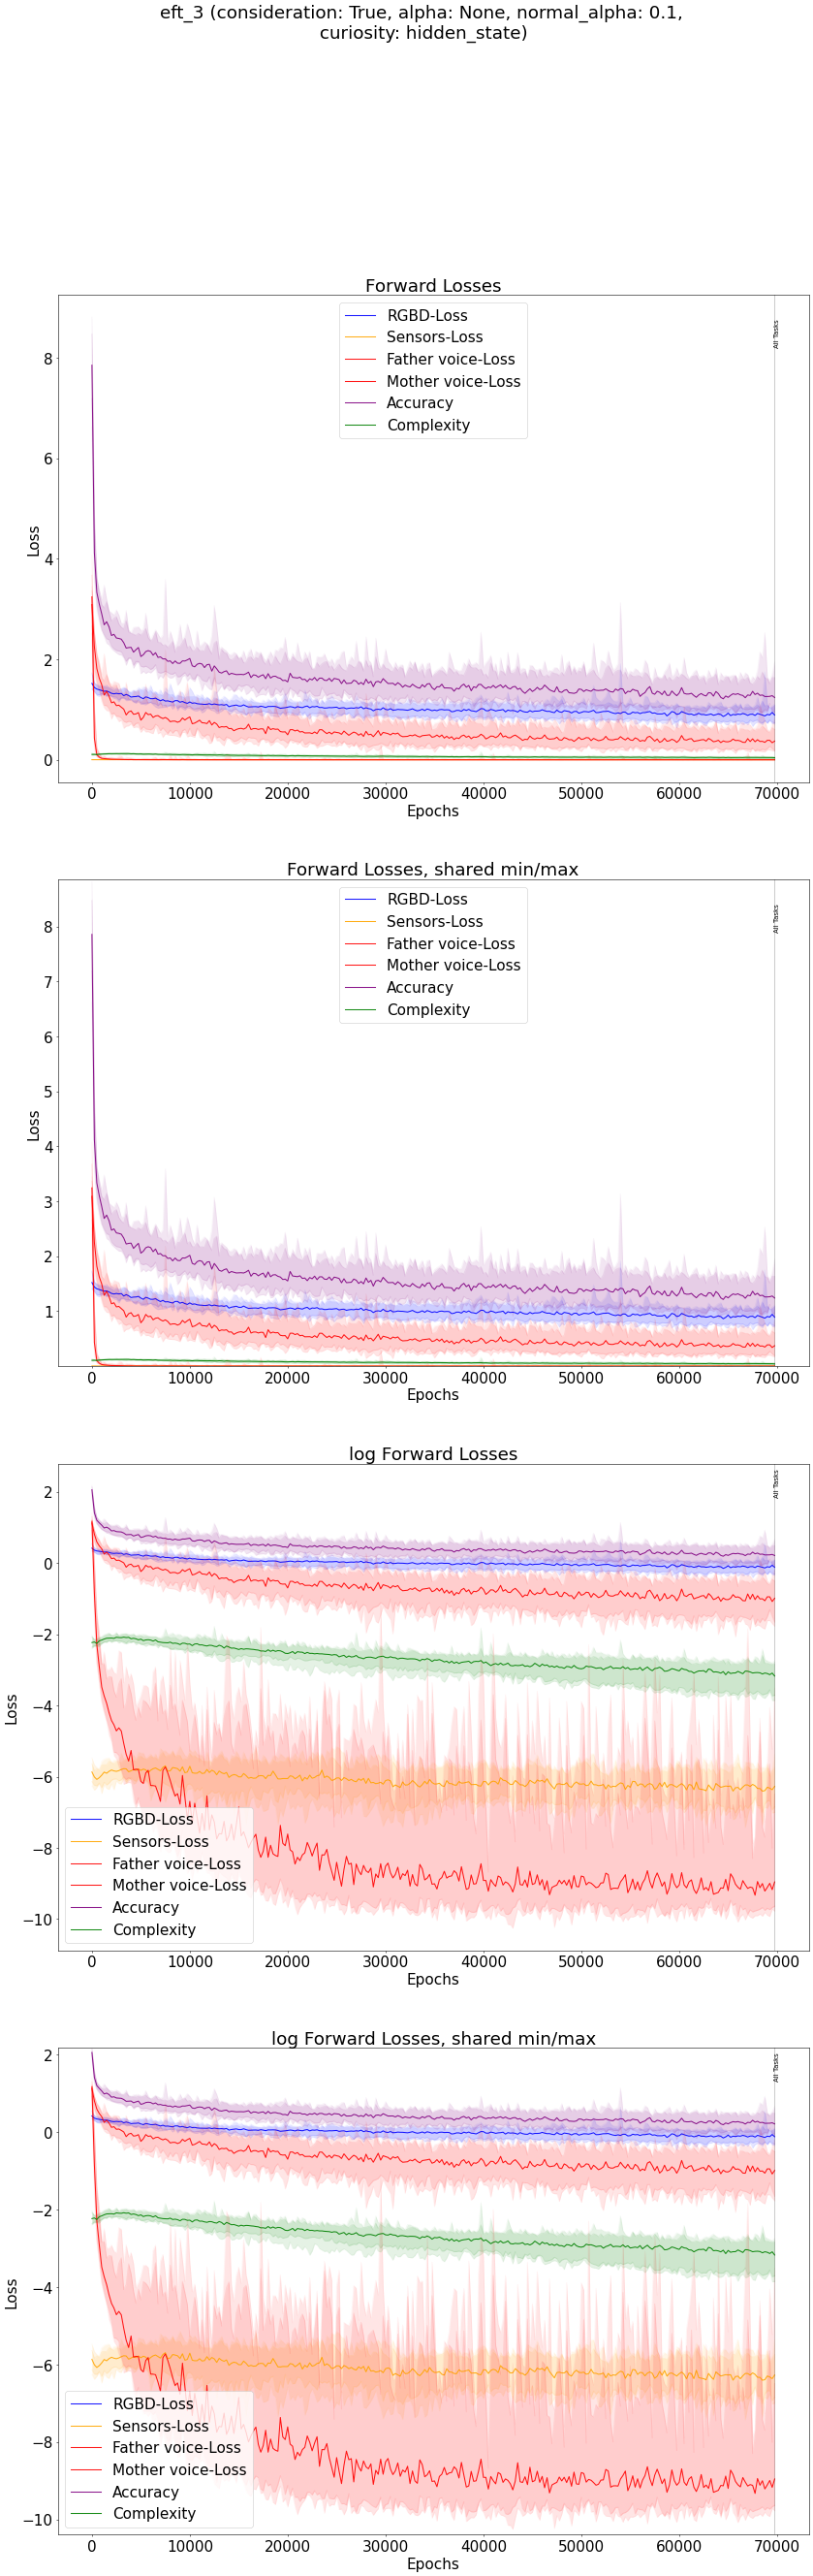 eft_3 (consideration: True, alpha: None, normal_alpha: 0.1,
curiosity: hidden_state)
Forward Losses
RGBD-Loss
Sensors-Loss
Father voice-Loss
Mother voice-Loss
Accuracy
Complexity
All Tasks
Loss
8
6
4
2
0
0 10000 20000 30000 40000 50000 60000 70000
Epochs
Forward Losses, shared min/max
RGBD-Loss
Sensors-Loss
Father voice-Loss
Mother voice-Loss
Accuracy
Complexity
All Tasks
Loss
8
7
6
5
4
3
2
1
0 10000 20000 30000 40000 50000 60000 70000
Epochs
log Forward Losses
All Tasks
Loss
2
0
−2
−4
−6
−8
−10
RGBD-Loss
Sensors-Loss
Father voice-Loss
Mother voice-Loss
Accuracy
Complexity
0 10000 20000 30000 40000 50000 60000 70000
Epochs
log Forward Losses, shared min/max
All Tasks
Loss
2
0
−2
−4
−6
−8
−10
RGBD-Loss
Sensors-Loss
Father voice-Loss
Mother voice-Loss
Accuracy
Complexity
0 10000 20000 30000 40000 50000 60000 70000
Epochs